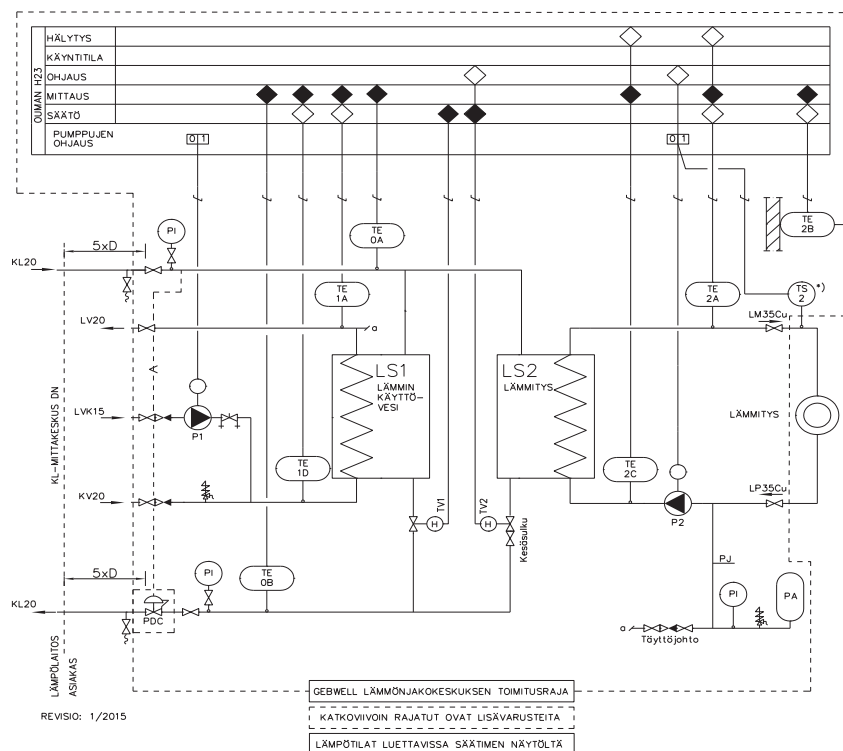 OUMAN H23
HÄLYTYS
KÄYNTITILA
OHJAUS
MITTAUS
SÄÄTÖ
PUMPPUJEN
OHJAUS
0 1
0 1
TE
2B
5xD
PI
TE
0A
KL20
TE
1A
TE
2A
TS
2
*)
LV20
a
LM35Cu
A
LS1
LÄMMIN
KÄYTTÖ-
VESI
LS2
LÄMMITYS
KL-MITTAKESKUS DN
LVK15
P1
LÄMMITYS
TE
1D
TE
2C
KV20
TV1
H
TV2
H
Kesäsulku
P2
LP35Cu
5xD
PI
TE
0B
PJ
KL20
PDC
PI
PA
a
Täyttöjohto
LÄMPÖLAITOS
ASIAKAS
GEBWELL LÄMMÖNJAKOKESKUKSEN TOIMITUSRAJA
REVISIO: 1/2015
KATKOVIIVOIN RAJATUT OVAT LISÄVARUSTEITA
LÄMPÖTILAT LUETTAVISSA SÄÄTIMEN NÄYTÖLTÄ